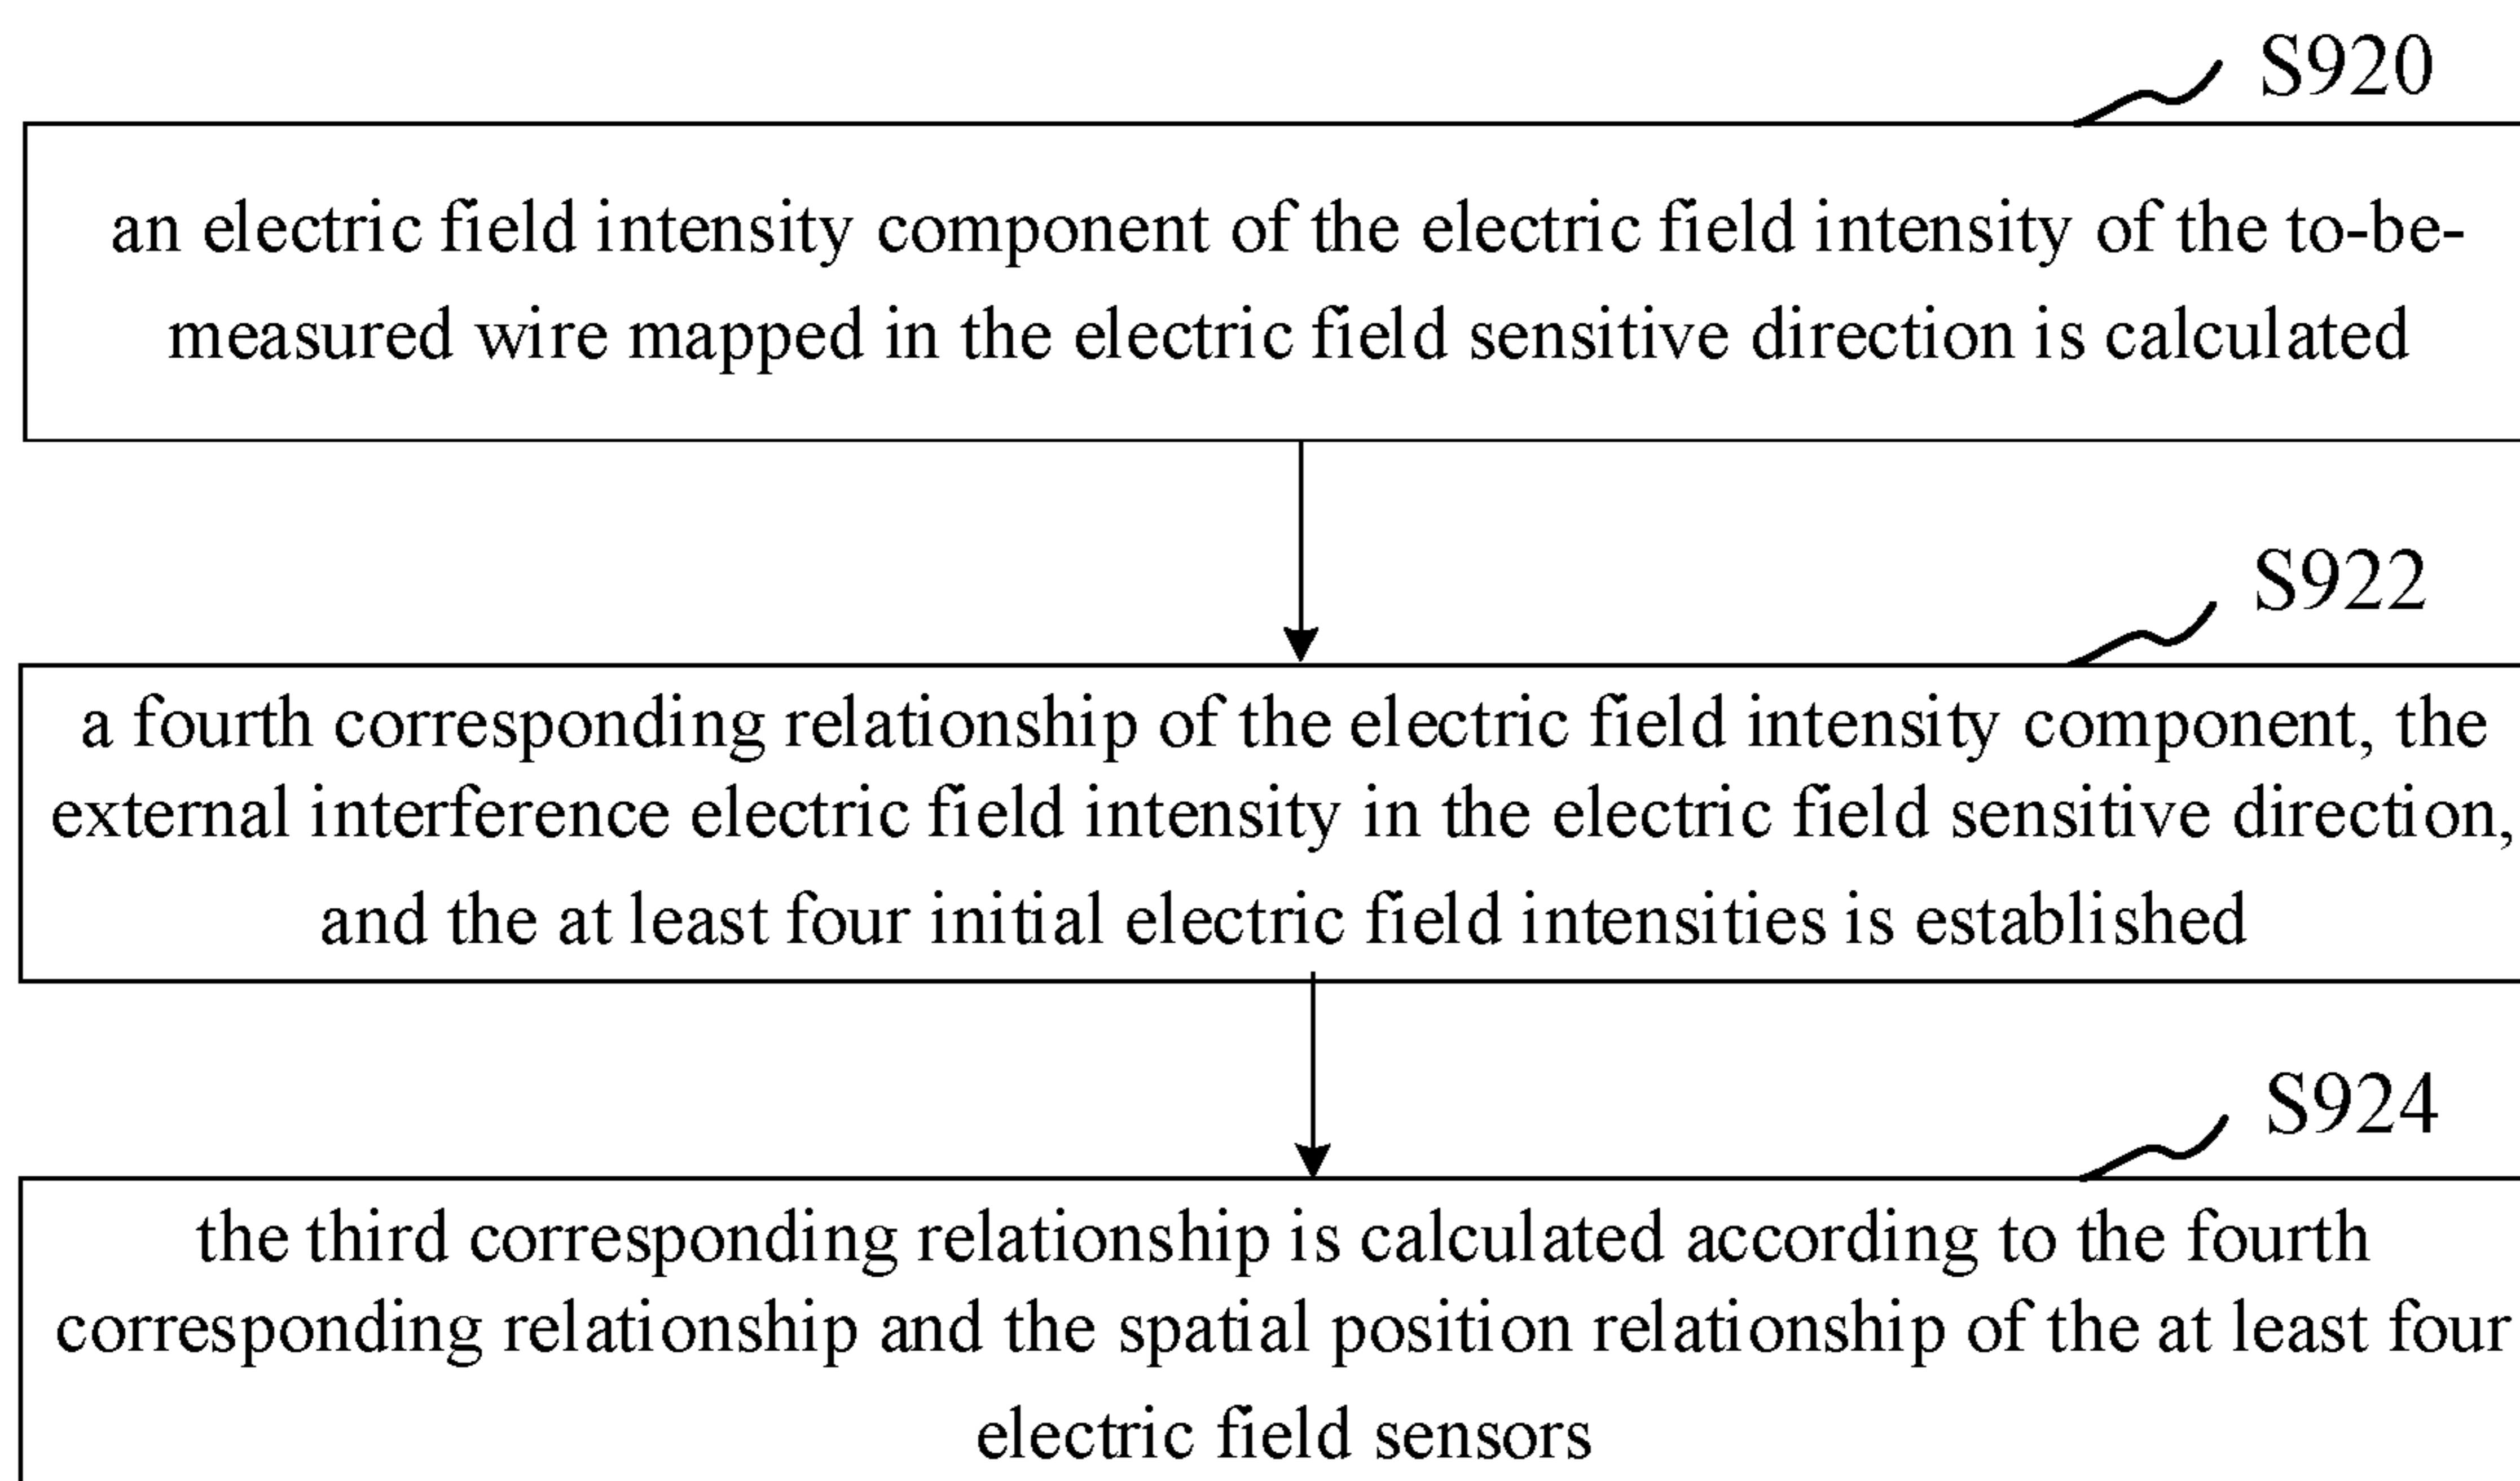 S920
an electric field intensity component of the electric field intensity of the to-be-
measured wire mapped in the electric field sensitive direction is calculated
S922
a fourth corresponding relationship of the electric field intensity component, the
external interference electric field intensity in the electric field sensitive direction,
and the at least four initial electric field intensities is established
S924
the third corresponding relationship is calculated according to the fourth
corresponding relationship and the spatial position relationship of the at least four
electric field sensors